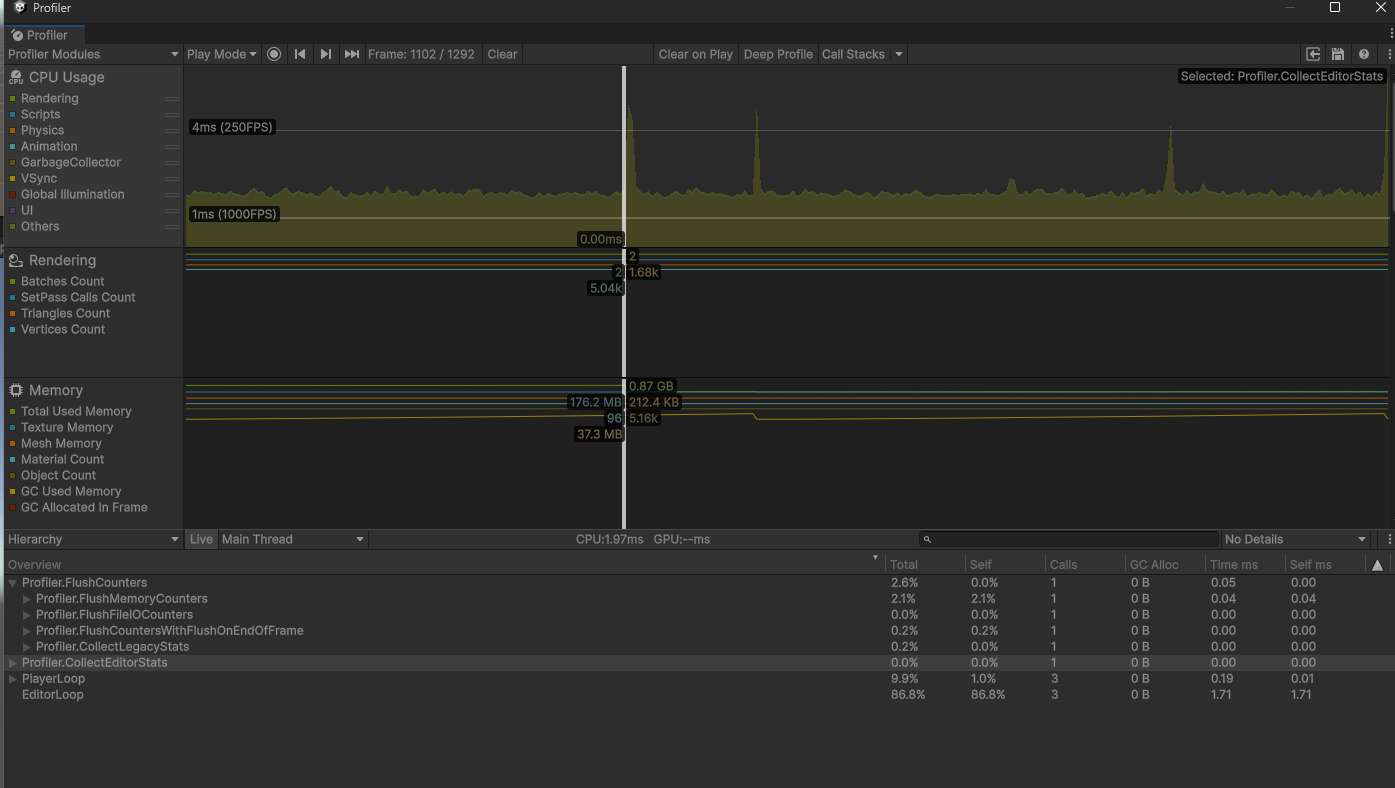 Profiler
Profiler
Profiler Modules Play Mode Frame: 1102 / 1292 Clear Clear on Play Deep Profile Call Stacks
CPU Usage
Selected: Profiler.CollectEditorStats
Rendering
Scripts
Physics
Animation
GarbageCollector
VSync
Global Illumination
UI
Others
4ms (250FPS)
1ms (1000FPS)
0.00ms
Rendering
Batches Count
SetPass Calls Count
Triangles Count
Vertices Count
2
2 1.68k
5.04k
Memory
Total Used Memory
Texture Memory
Mesh Memory
Material Count
Object Count
GC Used Memory
GC Allocated In Frame
0.87 GB
176.2 MB 212.4 KB
96 5.16k
37.3 MB
Hierarchy Live Main Thread CPU:1.97ms GPU:--ms No Details
Overview Total Self Calls GC Alloc Time ms Self ms
Profiler.FlushCounters 2.6% 0.0% 1 0 B 0.05 0.00
Profiler.FlushMemoryCounters 2.1% 2.1% 1 0 B 0.04 0.04
Profiler.FlushFileIOCounters 0.0% 0.0% 1 0 B 0.00 0.00
Profiler.FlushCountersWithFlushOnEndOfFrame 0.2% 0.2% 1 0 B 0.00 0.00
Profiler.CollectLegacyStats 0.2% 0.2% 1 0 B 0.00 0.00
Profiler.CollectEditorStats 0.0% 0.0% 1 0 B 0.00 0.00
PlayerLoop 9.9% 1.0% 3 0 B 0.19 0.01
EditorLoop 86.8% 86.8% 3 0 B 1.71 1.71